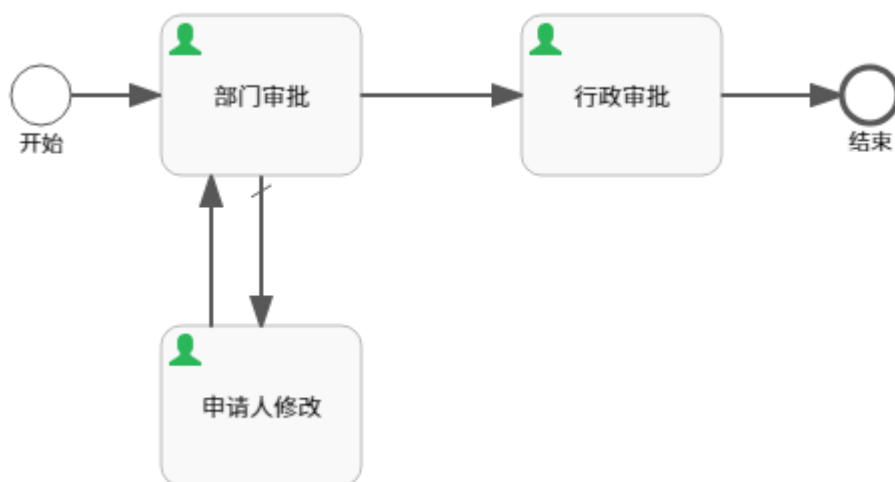 部门审批
行政审批
开始
结束
申请人修改